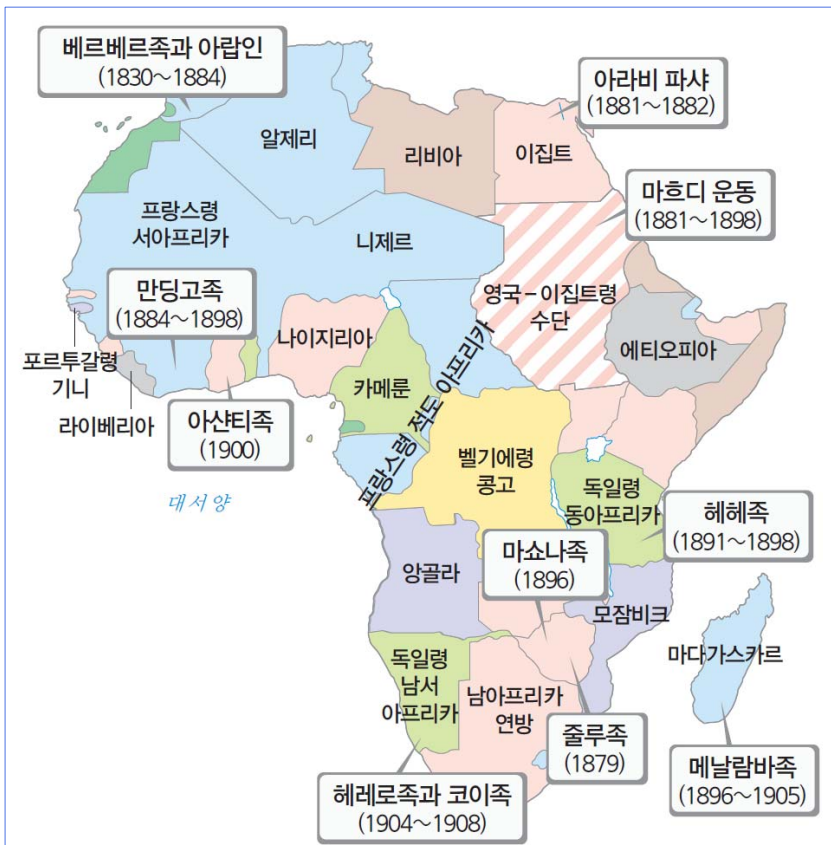 베르베르족과 아랍인
(1830~1884)
아라비 파샤
(1881~1882)
알제리
리비아
이집트
마흐디 운동
(1881~1898)
프랑스령
서아프리카
니제르
만딩고족
(1884~1898)
영국-이집트령
수단
나이지리아
에티오피아
포르투갈령
기니
카메룬
라이베리아
아샨티족
(1900)
프랑스령 적도 아프리카
벨기에령
콩고
대서양
독일령
동아프리카
헤헤족
(1891~1898)
마쇼나족
(1896)
앙골라
모잠비크
마다가스카르
독일령
남서
아프리카
남아프리카
연방
줄루족
(1879)
메날람바족
(1896~1905)
헤레로족과 코이족
(1904~1908)